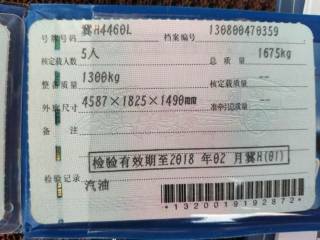 号牌号码 冀H4460L 档案编号 130800470359
核定载人数 5人 总质量 1675kg
整备质量 1300kg 核定载质量 --
外廓尺寸 4587×1825×1490mm 准牵引总质量 --
备注
检验有效期至2018年02月冀H(01)
检验记录
汽油
*1320019192872*